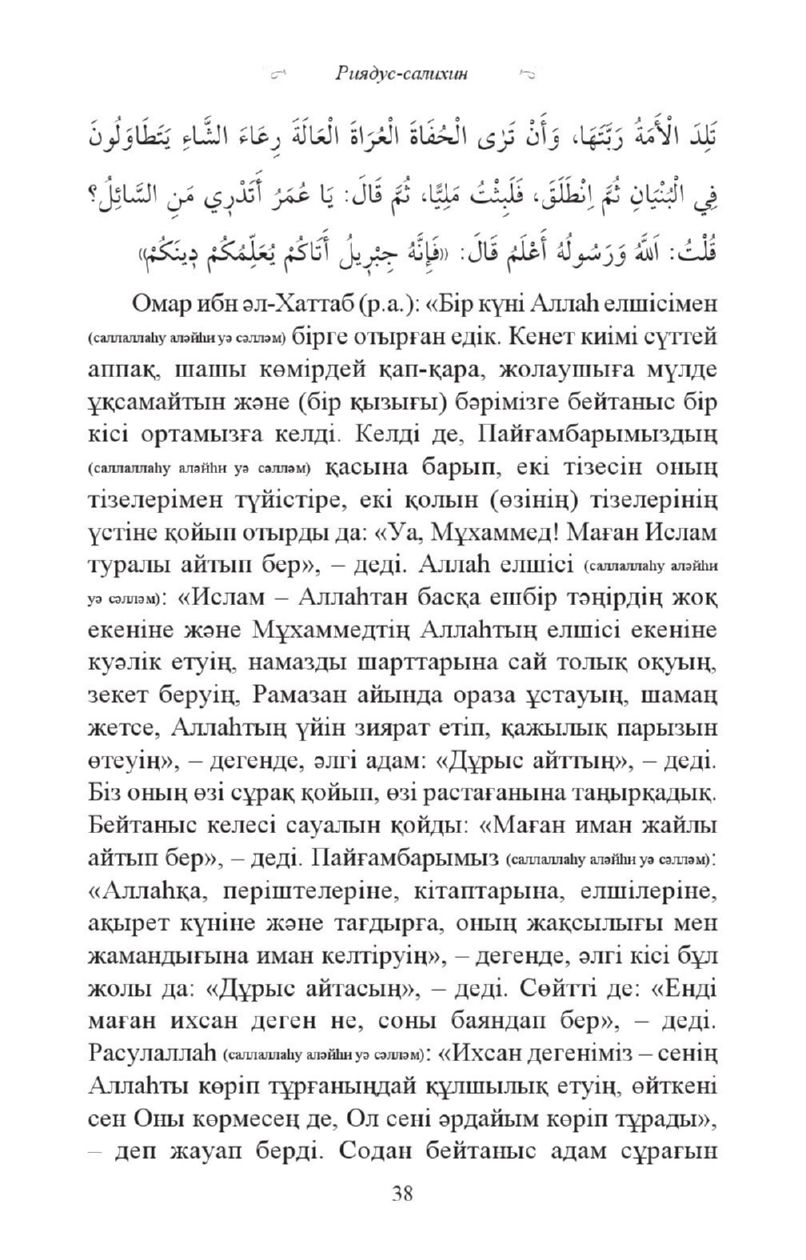 Риядус-салихин
تَلِدَ الْأَمَةُ رَبَّتَهَا، وَأَنْ تَرٰى الْحُفَاةَ الْعُرَاةَ الْعَالَةَ رِعَاءَ الشَّاءِ يَتَطَاوَلُونَ
فِي الْبُنْيَانِ ثُمَّ اِنْطَلَقَ، فَلَبِثْتُ مَلِيًّا، ثُمَّ قَالَ: يَا عُمَرُ أَتَدْرِي مَنِ السَّائِلُ؟
قُلْتُ: اَللهُ وَرَسُولُهُ أَعْلَمُ قَالَ: «فَإِنَّهُ جِبْرِيلُ أَتَاكُمْ يُعَلِّمُكُمْ دِينَكُمْ»
Омар ибн әл-Хаттаб (р.а.): «Бір күні Аллаһ елшісімен
(саллаллаһу аләйһи уә сәлләм) бірге отырған едік. Кенет киімі сүттей
аппақ, шашы көмірдей қап-қара, жолаушыға мүлде
ұқсамайтын және (бір қызығы) бәрімізге бейтаныс бір
кісі ортамызға келді. Келді де, Пайғамбарымыздың
(саллаллаһу аләйһи уә сәлләм) қасына барып, екі тізесін оның
тізелерімен түйістіре, екі қолын (өзінің) тізелерінің
үстіне қойып отырды да: «Уа, Мұхаммед! Маған Ислам
туралы айтып бер», – деді. Аллаһ елшісі (саллаллаһу аләйһи
уә сәлләм): «Ислам – Аллаһтан басқа ешбір тәңірдің жоқ
екеніне және Мұхаммедтің Аллаһтың елшісі екеніне
куәлік етуің, намазды шарттарына сай толық оқуың,
зекет беруің, Рамазан айында ораза ұстауың, шамаң
жетсе, Аллаһтың үйін зиярат етіп, қажылық парызын
өтеуің», – дегенде, әлгі адам: «Дұрыс айттың», – деді.
Біз оның өзі сұрақ қойып, өзі растағанына таңырқадық.
Бейтаныс келесі сауалын қойды: «Маған иман жайлы
айтып бер», – деді. Пайғамбарымыз (саллаллаһу аләйһи уә сәлләм):
«Аллаһқа, періштелеріне, кітаптарына, елшілеріне,
ақырет күніне және тағдырға, оның жақсылығы мен
жамандығына иман келтіруің», – дегенде, әлгі кісі бұл
жолы да: «Дұрыс айтасың», – деді. Сөйтті де: «Енді
маған ихсан деген не, соны баяндап бер», – деді.
Расулаллаһ (саллаллаһу аләйһи уә сәлләм): «Ихсан дегеніміз – сенің
Аллаһты көріп тұрғаныңдай құлшылық етуің, өйткені
сен Оны көрмесең де, Ол сені әрдайым көріп тұрады»,
– деп жауап берді. Содан бейтаныс адам сұрағын
38